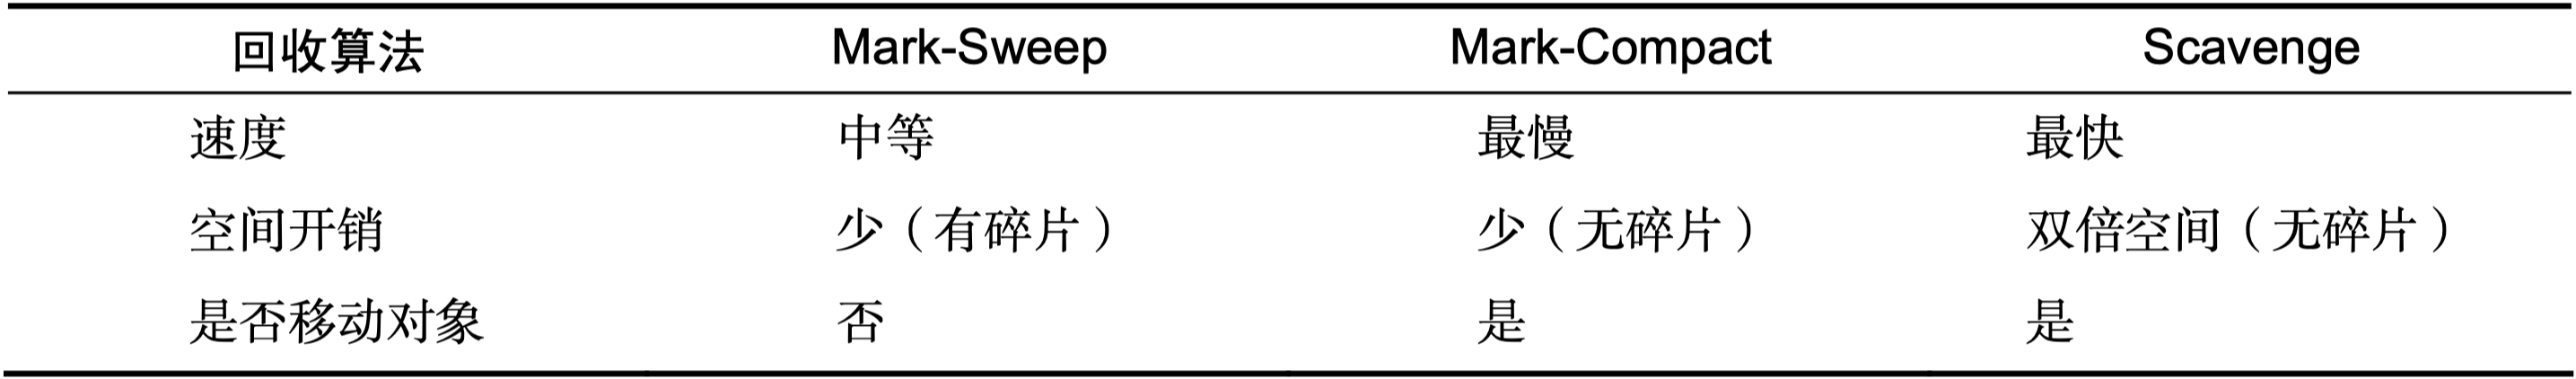 回收算法 Mark-Sweep Mark-Compact Scavenge
速度 中等 最慢 最快
空间开销 少（有碎片） 少（无碎片） 双倍空间（无碎片）
是否移动对象 否 是 是